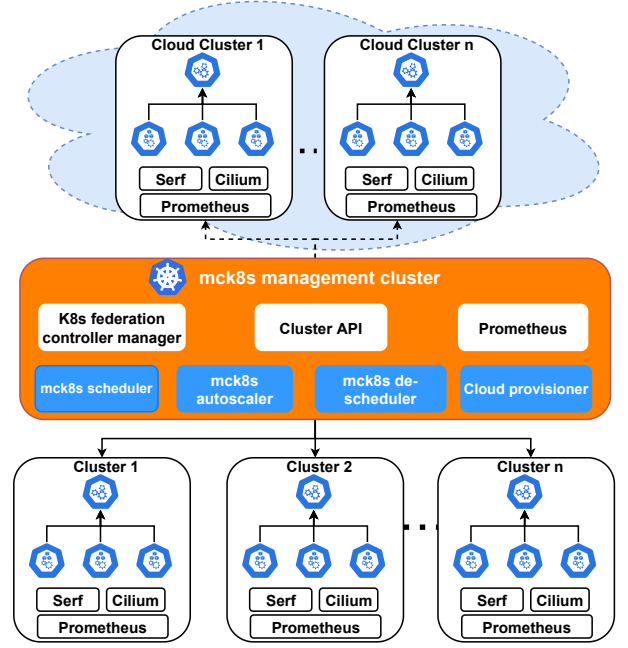 Cloud Cluster 1
Cloud Cluster n
Serf
Cilium
Prometheus
...
Serf
Cilium
Prometheus
mck8s management cluster
K8s federation
controller manager
Cluster API
Prometheus
mck8s scheduler
mck8s
autoscaler
mck8s de-
scheduler
Cloud provisioner
Cluster 1
Cluster 2
Cluster n
Serf
Cilium
Prometheus
Serf
Cilium
Prometheus
...
Serf
Cilium
Prometheus